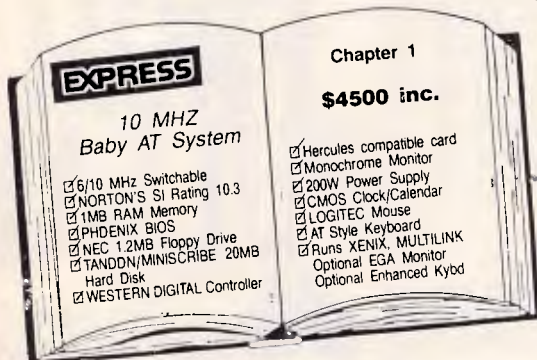 EXPRESS
10 MHZ
Baby AT System
☑6/10 MHz Switchable
☑NORTON'S SI Rating 10.3
☑1MB RAM Memory
☑PHDENIX BIOS
☑NEC 1.2MB Floppy Drive
☑TANDDN/MINISCRIBE 20MB
Hard Disk
☑WESTERN DIGITAL Controller
Chapter 1
$4500 inc.
☑Hercules compatible card
☑Monochrome Monitor
☑200W Power Supply
☑CMOS Clock/Calendar
☑LOGITEC Mouse
☑AT Style Keyboard
☑Runs XENIX, MULTILINK
Optional EGA Monitor
Optional Enhanced Kybd